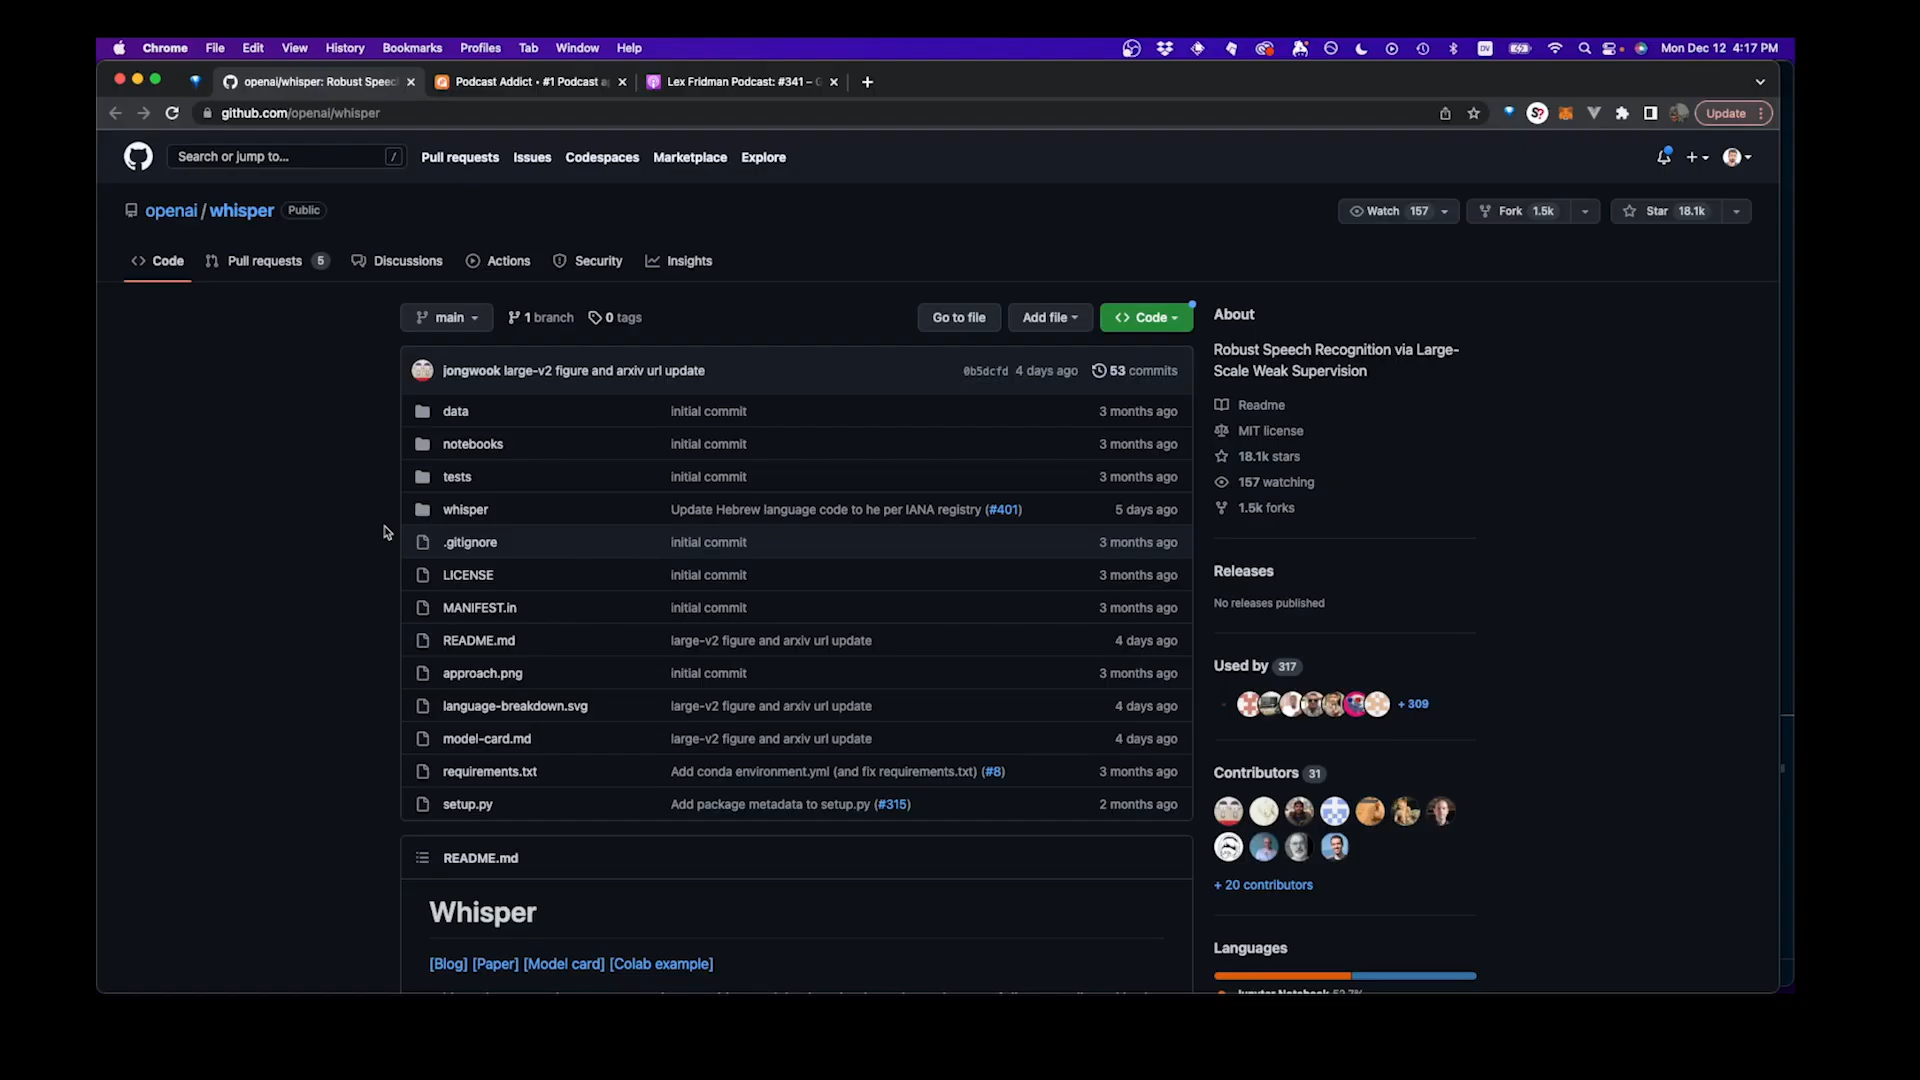 Chrome File Edit View History Bookmarks Profiles Tab Window Help
DV
Mon Dec 12 4:17 PM
openai/whisper: Robust Speec
Podcast Addict • #1 Podcast a
Lex Fridman Podcast: #341 – G
github.com/openai/whisper
Update
Search or jump to...
/
Pull requests Issues Codespaces Marketplace Explore
openai / whisper Public
Watch 157
Fork 1.5k
Star 18.1k
Code
Pull requests 5
Discussions
Actions
Security
Insights
main
1 branch
0 tags
Go to file
Add file
Code
jongwook large-v2 figure and arxiv url update 0b5dcfd 4 days ago 53 commits
data initial commit 3 months ago
notebooks initial commit 3 months ago
tests initial commit 3 months ago
whisper Update Hebrew language code to he per IANA registry (#401) 5 days ago
.gitignore initial commit 3 months ago
LICENSE initial commit 3 months ago
MANIFEST.in initial commit 3 months ago
README.md large-v2 figure and arxiv url update 4 days ago
approach.png initial commit 3 months ago
language-breakdown.svg large-v2 figure and arxiv url update 4 days ago
model-card.md large-v2 figure and arxiv url update 4 days ago
requirements.txt Add conda environment.yml (and fix requirements.txt) (#8) 3 months ago
setup.py Add package metadata to setup.py (#315) 2 months ago
README.md
Whisper
[Blog] [Paper] [Model card] [Colab example]
About
Robust Speech Recognition via Large-
Scale Weak Supervision
Readme
MIT license
18.1k stars
157 watching
1.5k forks
Releases
No releases published
Used by 317
+ 309
Contributors 31
+ 20 contributors
Languages